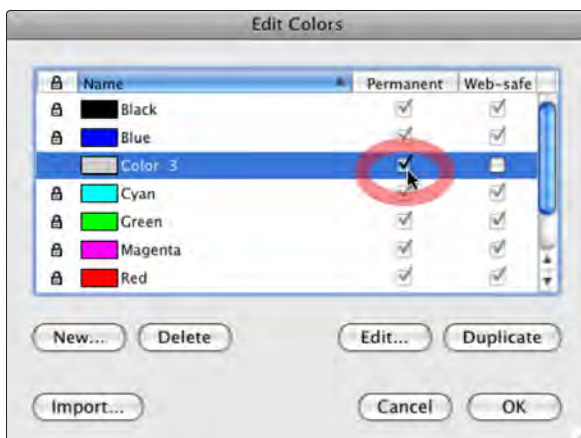 Edit Colors
Name Permanent Web-safe
Black
Blue
Color 3
Cyan
Green
Magenta
Red
New... Delete Edit... Duplicate
Import... Cancel OK